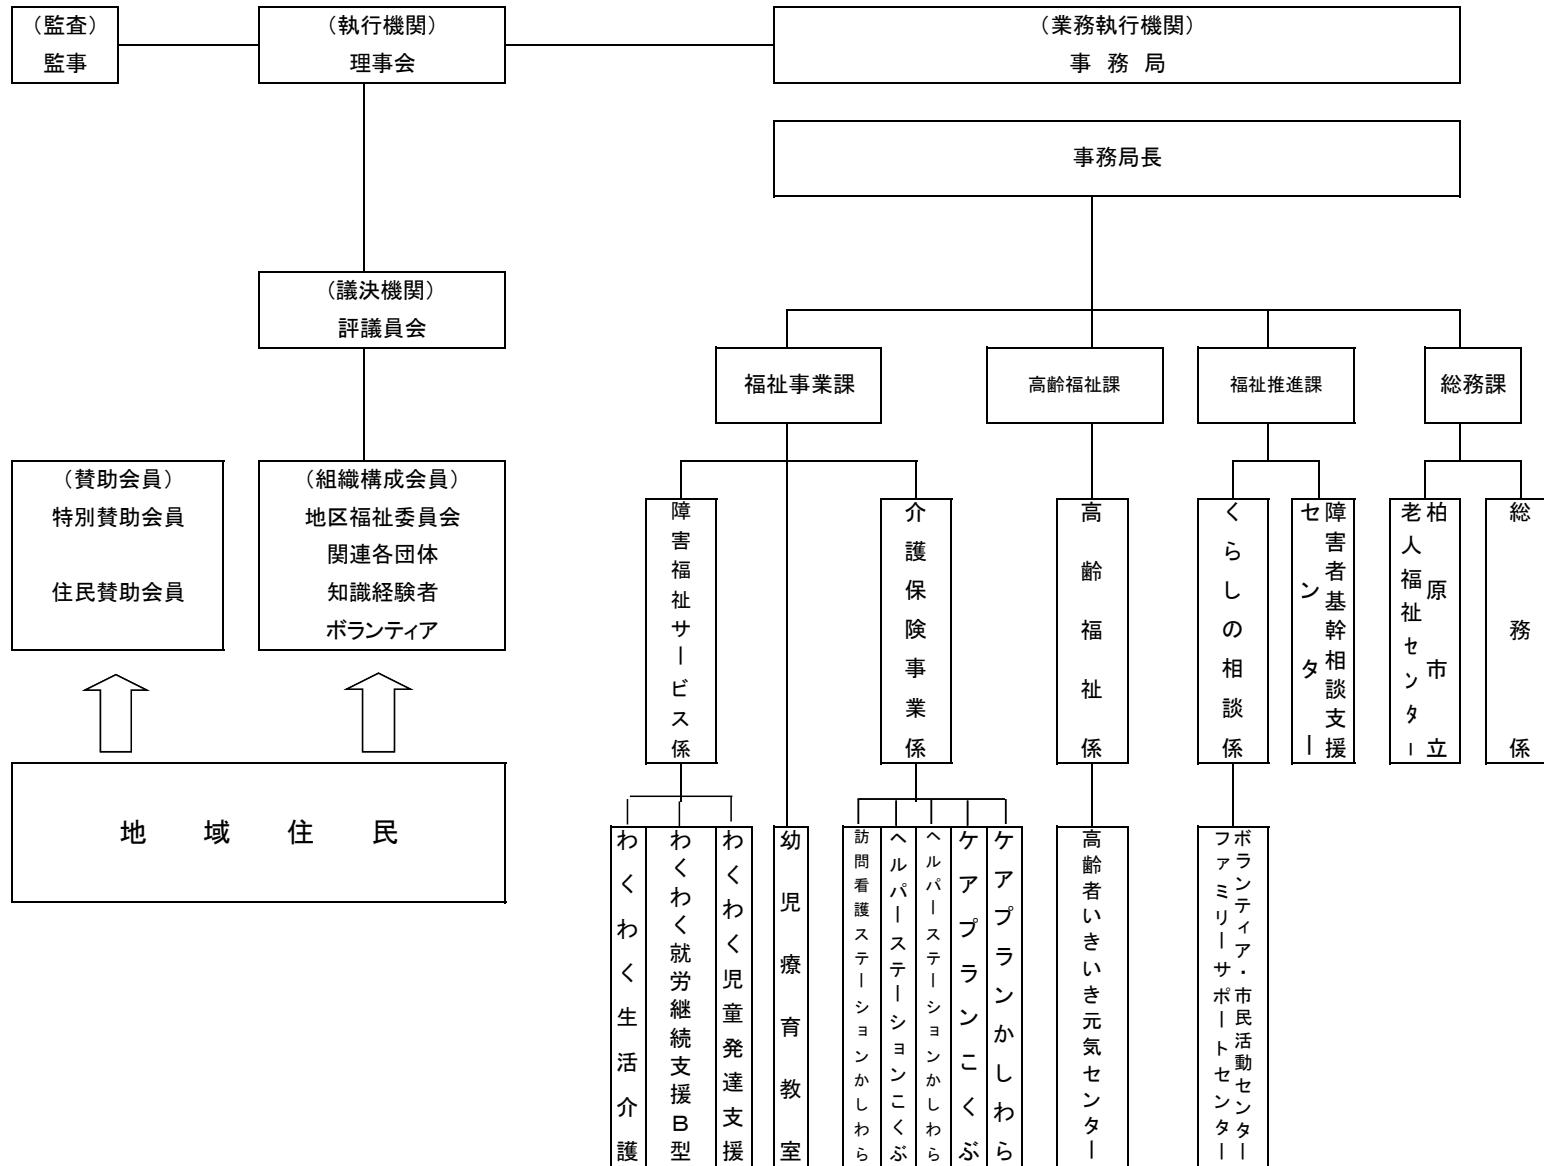 （監査）
監事
（執行機関）
理事会
（業務執行機関）
事 務 局
事務局長
（議決機関）
評議員会
福祉事業課
高齢福祉課
福祉推進課
総務課
（賛助会員）
特別賛助会員
住民賛助会員
（組織構成会員）
地区福祉委員会
関連各団体
知識経験者
ボランティア
障害福祉サービス係
介護保険事業係
高齢福祉係
くらしの相談係
障害者基幹相談支援
センター
柏原市立
老人福祉センター
総務係
地 域 住 民
わくわく生活介護
わくわく就労継続支援B型
わくわく児童発達支援
幼児療育教室
訪問看護ステーションかしわら
ヘルパーステーションこくぶ
ヘルパーステーションかしわら
ケアプランこくぶ
ケアプランかしわら
高齢者いきいき元気センター
ボランティア・市民活動センター
ファミリーサポートセンター